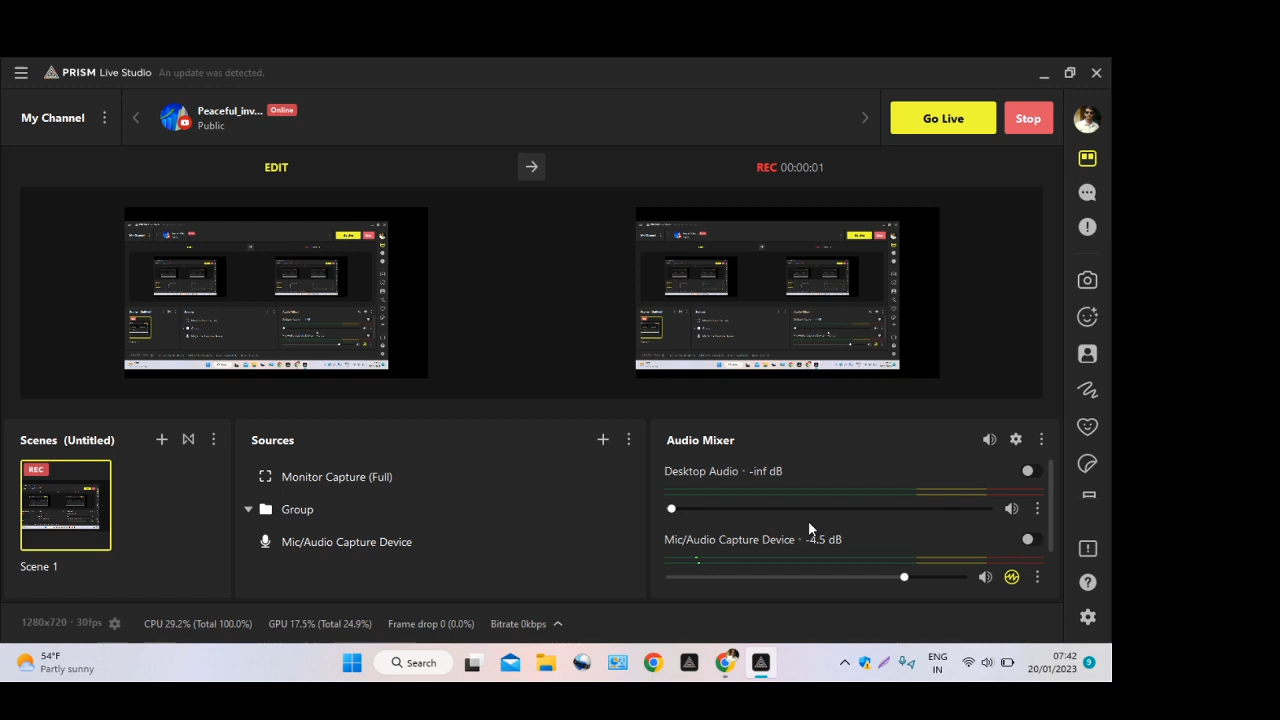 PRISM Live Studio An update was detected.
My Channel
Peaceful_inv... Online
Public
Go Live Stop
EDIT
REC 00:00:01
Scenes (Untitled)
Sources
Audio Mixer
REC
Scene 1
Monitor Capture (Full)
Group
Mic/Audio Capture Device
Desktop Audio • -inf dB
Mic/Audio Capture Device • -4.5 dB
1280x720 • 30fps CPU 29.2% (Total 100.0%) GPU 17.5% (Total 24.9%) Frame drop 0 (0.0%) Bitrate 0kbps
54°F
Partly sunny
Search
ENG
IN
07:42
20/01/2023
9